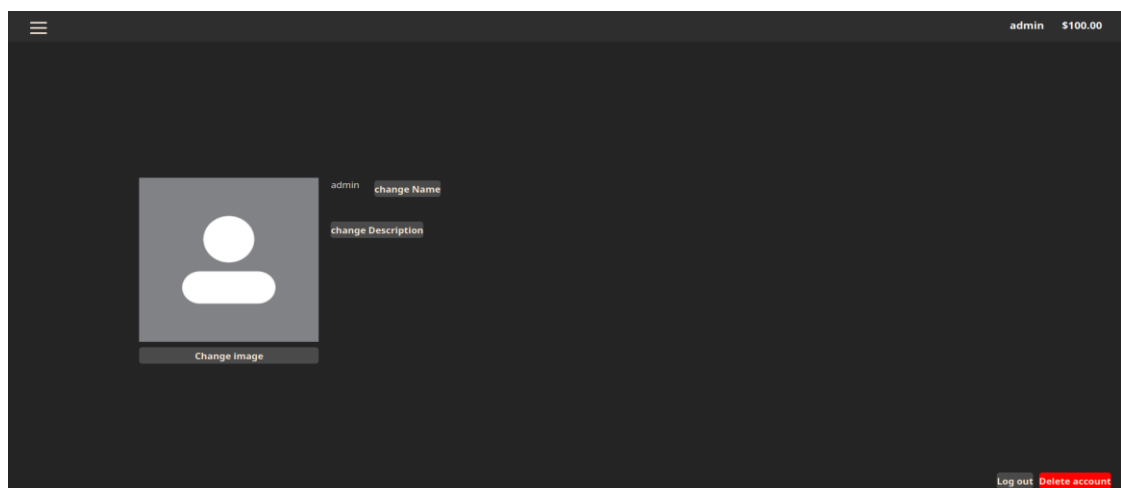 admin $100.00
admin change Name
change Description
Change image
Log out Delete account